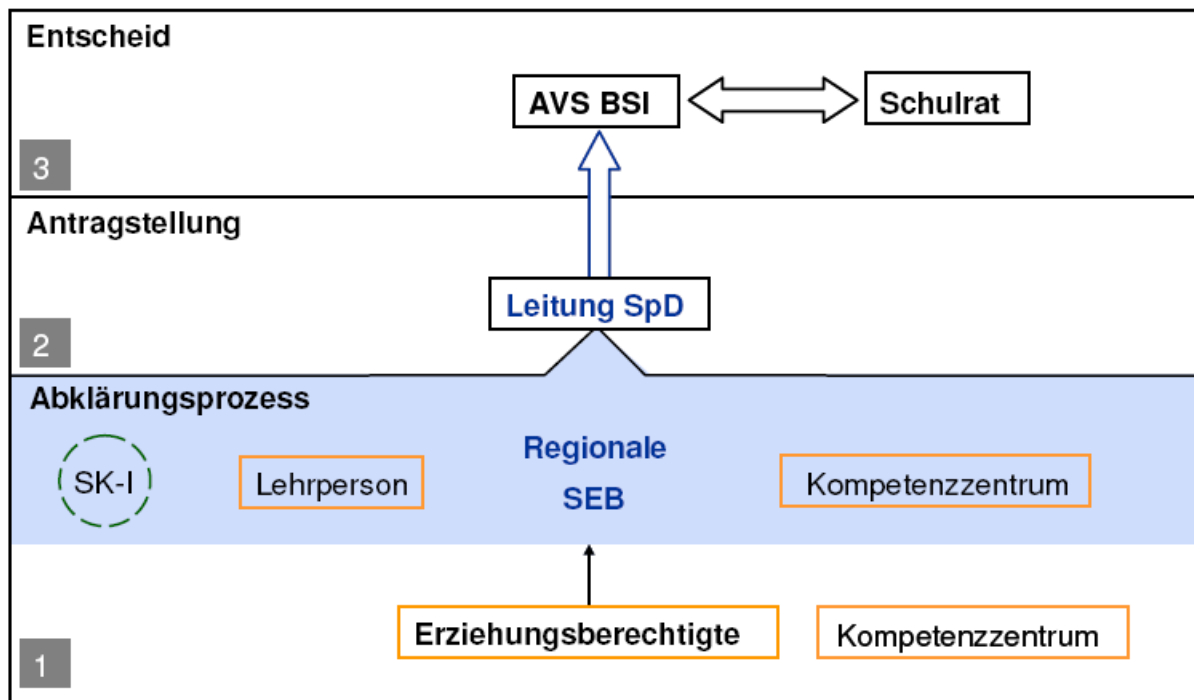 Entscheid
AVS BSI
Schulrat
3
Antragstellung
Leitung SpD
2
Abklärungsprozess
SK-I
Lehrperson
Regionale
SEB
Kompetenzzentrum
Erziehungsberechtigte
Kompetenzzentrum
1